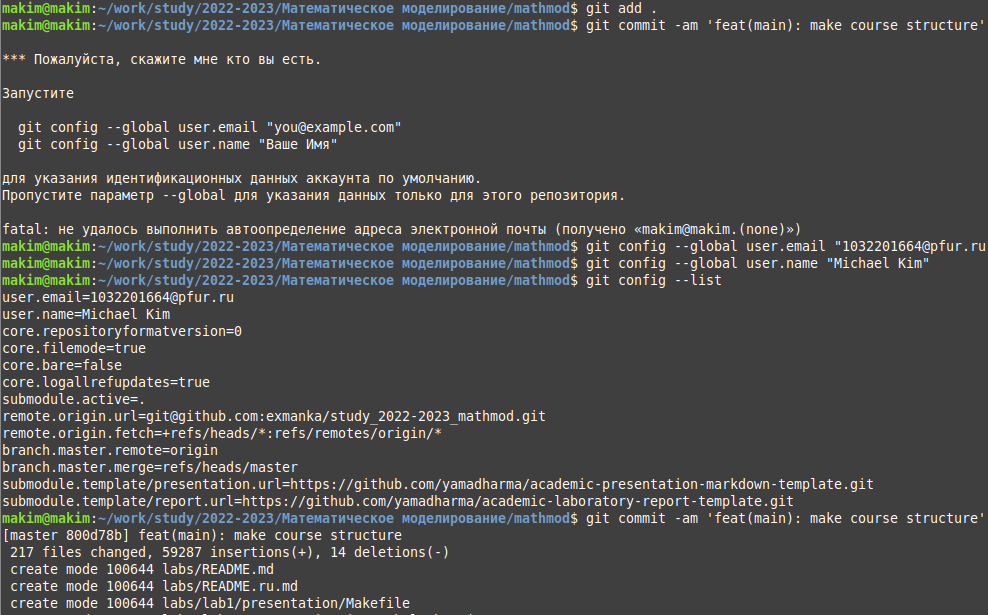 makim@makim:~/work/study/2022-2023/Математическое моделирование/mathmod$ git add .
makim@makim:~/work/study/2022-2023/Математическое моделирование/mathmod$ git commit -am 'feat(main): make course structure'
*** Пожалуйста, скажите мне кто вы есть.
Запустите
git config --global user.email "you@example.com"
git config --global user.name "Ваше Имя"
для указания идентификационных данных аккаунта по умолчанию.
Пропустите параметр --global для указания данных только для этого репозитория.
fatal: не удалось выполнить автоопределение адреса электронной почты (получено «makim@makim.(none)»)
makim@makim:~/work/study/2022-2023/Математическое моделирование/mathmod$ git config --global user.email "1032201664@pfur.ru
makim@makim:~/work/study/2022-2023/Математическое моделирование/mathmod$ git config --global user.name "Michael Kim"
makim@makim:~/work/study/2022-2023/Математическое моделирование/mathmod$ git config --list
user.email=1032201664@pfur.ru
user.name=Michael Kim
core.repositoryformatversion=0
core.filemode=true
core.bare=false
core.logallrefupdates=true
submodule.active=.
remote.origin.url=git@github.com:exmanka/study_2022-2023_mathmod.git
remote.origin.fetch=+refs/heads/*:refs/remotes/origin/*
branch.master.remote=origin
branch.master.merge=refs/heads/master
submodule.template/presentation.url=https://github.com/yamadharma/academic-presentation-markdown-template.git
submodule.template/report.url=https://github.com/yamadharma/academic-laboratory-report-template.git
makim@makim:~/work/study/2022-2023/Математическое моделирование/mathmod$ git commit -am 'feat(main): make course structure'
[master 800d78b] feat(main): make course structure
217 files changed, 59287 insertions(+), 14 deletions(-)
create mode 100644 labs/README.md
create mode 100644 labs/README.ru.md
create mode 100644 labs/lab1/presentation/Makefile